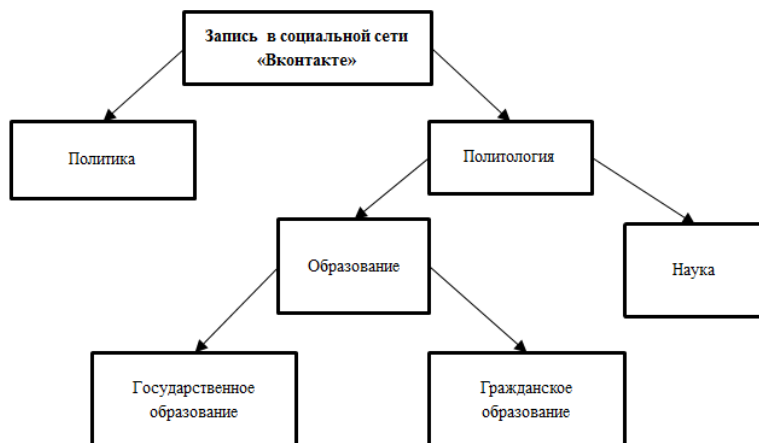 Запись в социальной сети
«Вконтакте»
Политика
Политология
Образование
Наука
Государственное
образование
Гражданское
образование